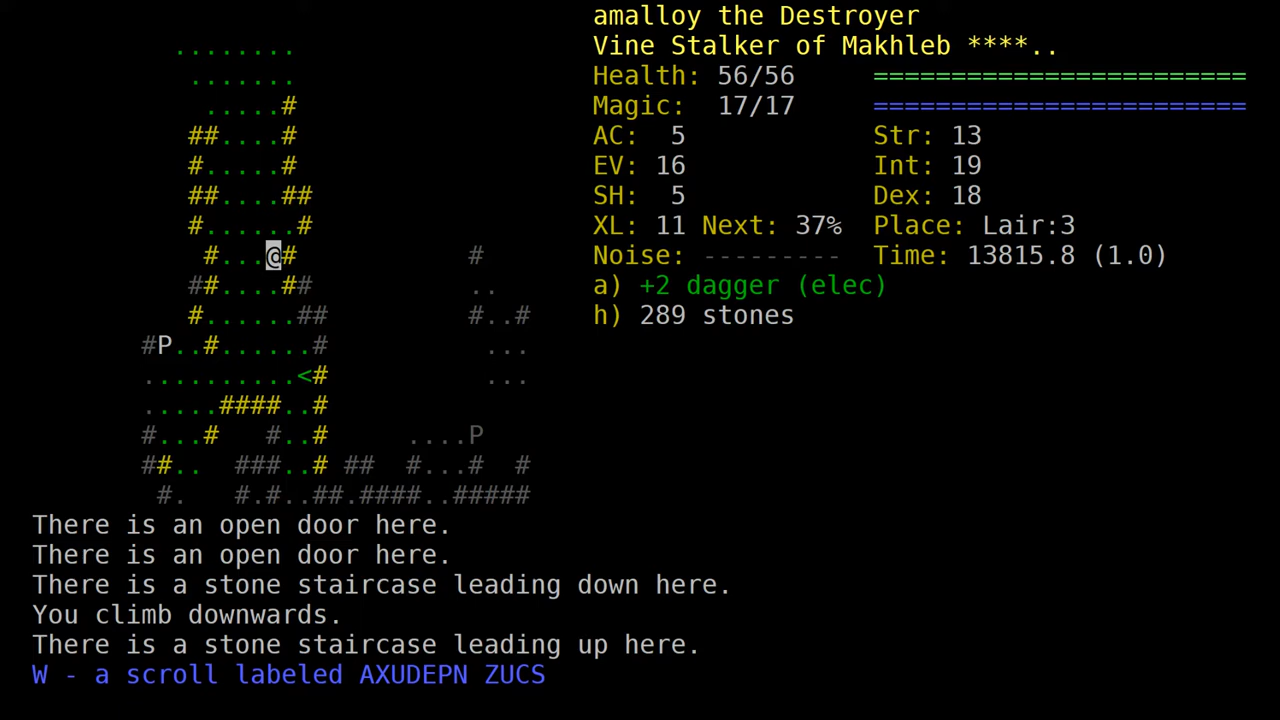 amalloy the Destroyer
Vine Stalker of Makhleb ****..
........
Health: 56/56 ========================
.......
Magic: 17/17 ========================
.....#
AC: 5 Str: 13
##....#
EV: 16 Int: 19
#.....#
SH: 5 Dex: 18
##....##
XL: 11 Next: 37% Place: Lair:3
#......#
Noise: --------- Time: 13815.8 (1.0)
#...@# #
a) +2 dagger (elec)
##....## ..
h) 289 stones
#......## #..#
#P..#......# ...
..........<# ...
.....####..# 
#...# #..# ....P
##.. ###..# ## #...# #
#. #.#..##.####..#####
There is an open door here.
There is an open door here.
There is a stone staircase leading down here.
You climb downwards.
There is a stone staircase leading up here.
W - a scroll labeled AXUDEPN ZUCS